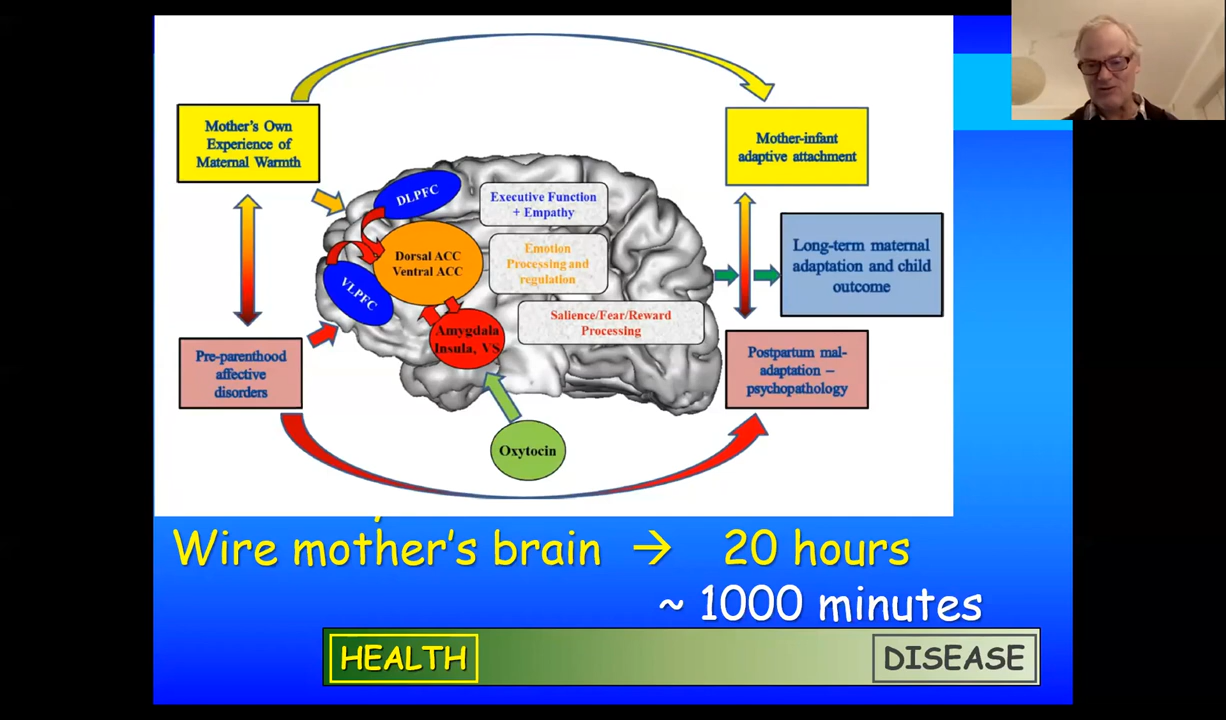 Mother's Own
Experience of
Maternal Warmth
Mother-infant
adaptive attachment
DLPFC
Executive Function
+ Empathy
Dorsal ACC
Ventral ACC
Emotion
Processing and
regulation
Long-term maternal
adaptation and child
outcome
VLPFC
Salience/Fear/Reward
Processing
Amygdala
Insula, VS
Pre-parenthood
affective
disorders
Postpartum mal-
adaptation –
psychopathology
Oxytocin
Wire mother's brain → 20 hours
~ 1000 minutes
HEALTH
DISEASE